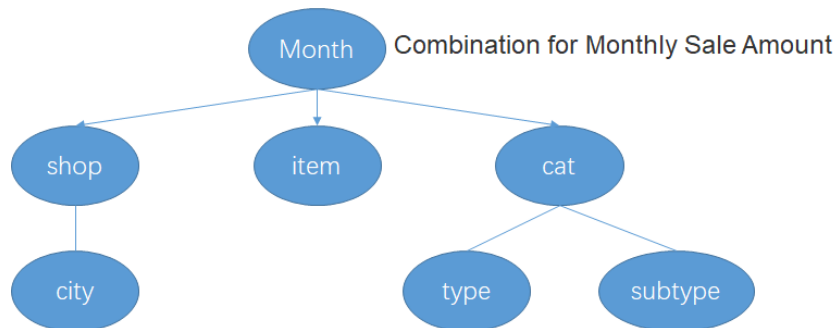 Month
Combination for Monthly Sale Amount
shop
item
cat
city
type
subtype